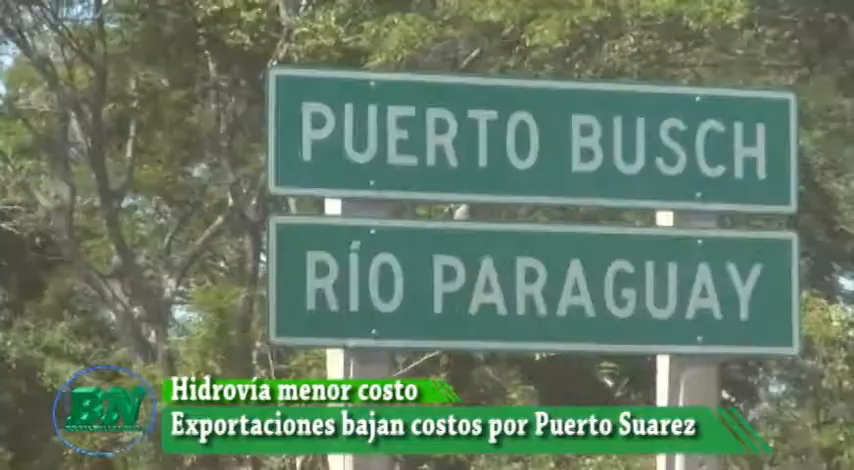 PUERTO BUSCH
RÍO PARAGUAY
BN
Hidrovía menor costo
Exportaciones bajan costos por Puerto Suarez